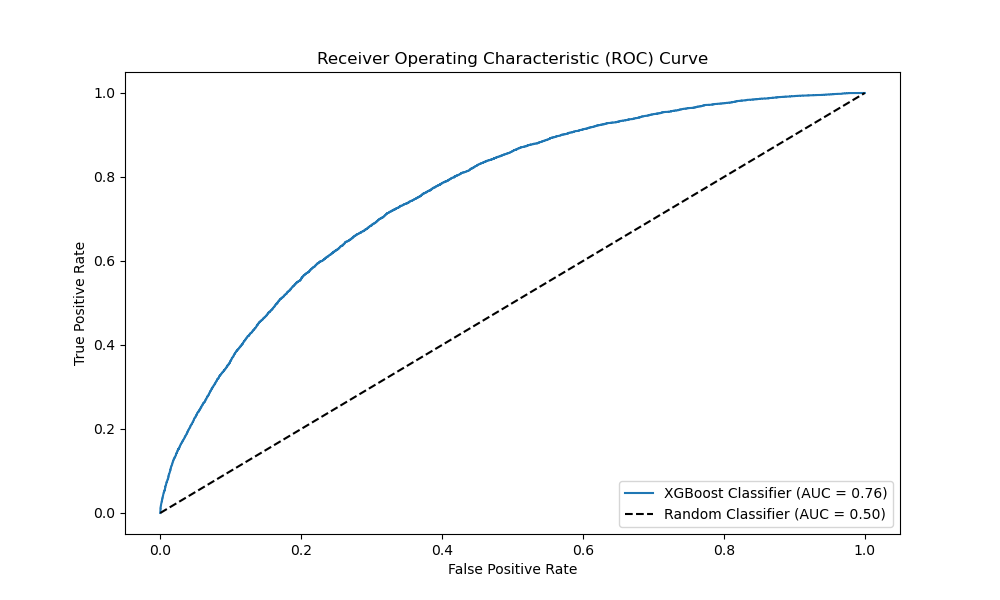 Receiver Operating Characteristic (ROC) Curve
1.0
0.8
0.6
0.4
0.2
0.0
True Positive Rate
0.0 0.2 0.4 0.6 0.8 1.0
False Positive Rate
XGBoost Classifier (AUC = 0.76)
Random Classifier (AUC = 0.50)